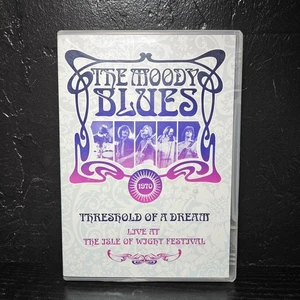 THE MOODY
BLUES
1970
THRESHOLD OF A DREAM
LIVE AT
THE ISLE OF WIGHT FESTIVAL